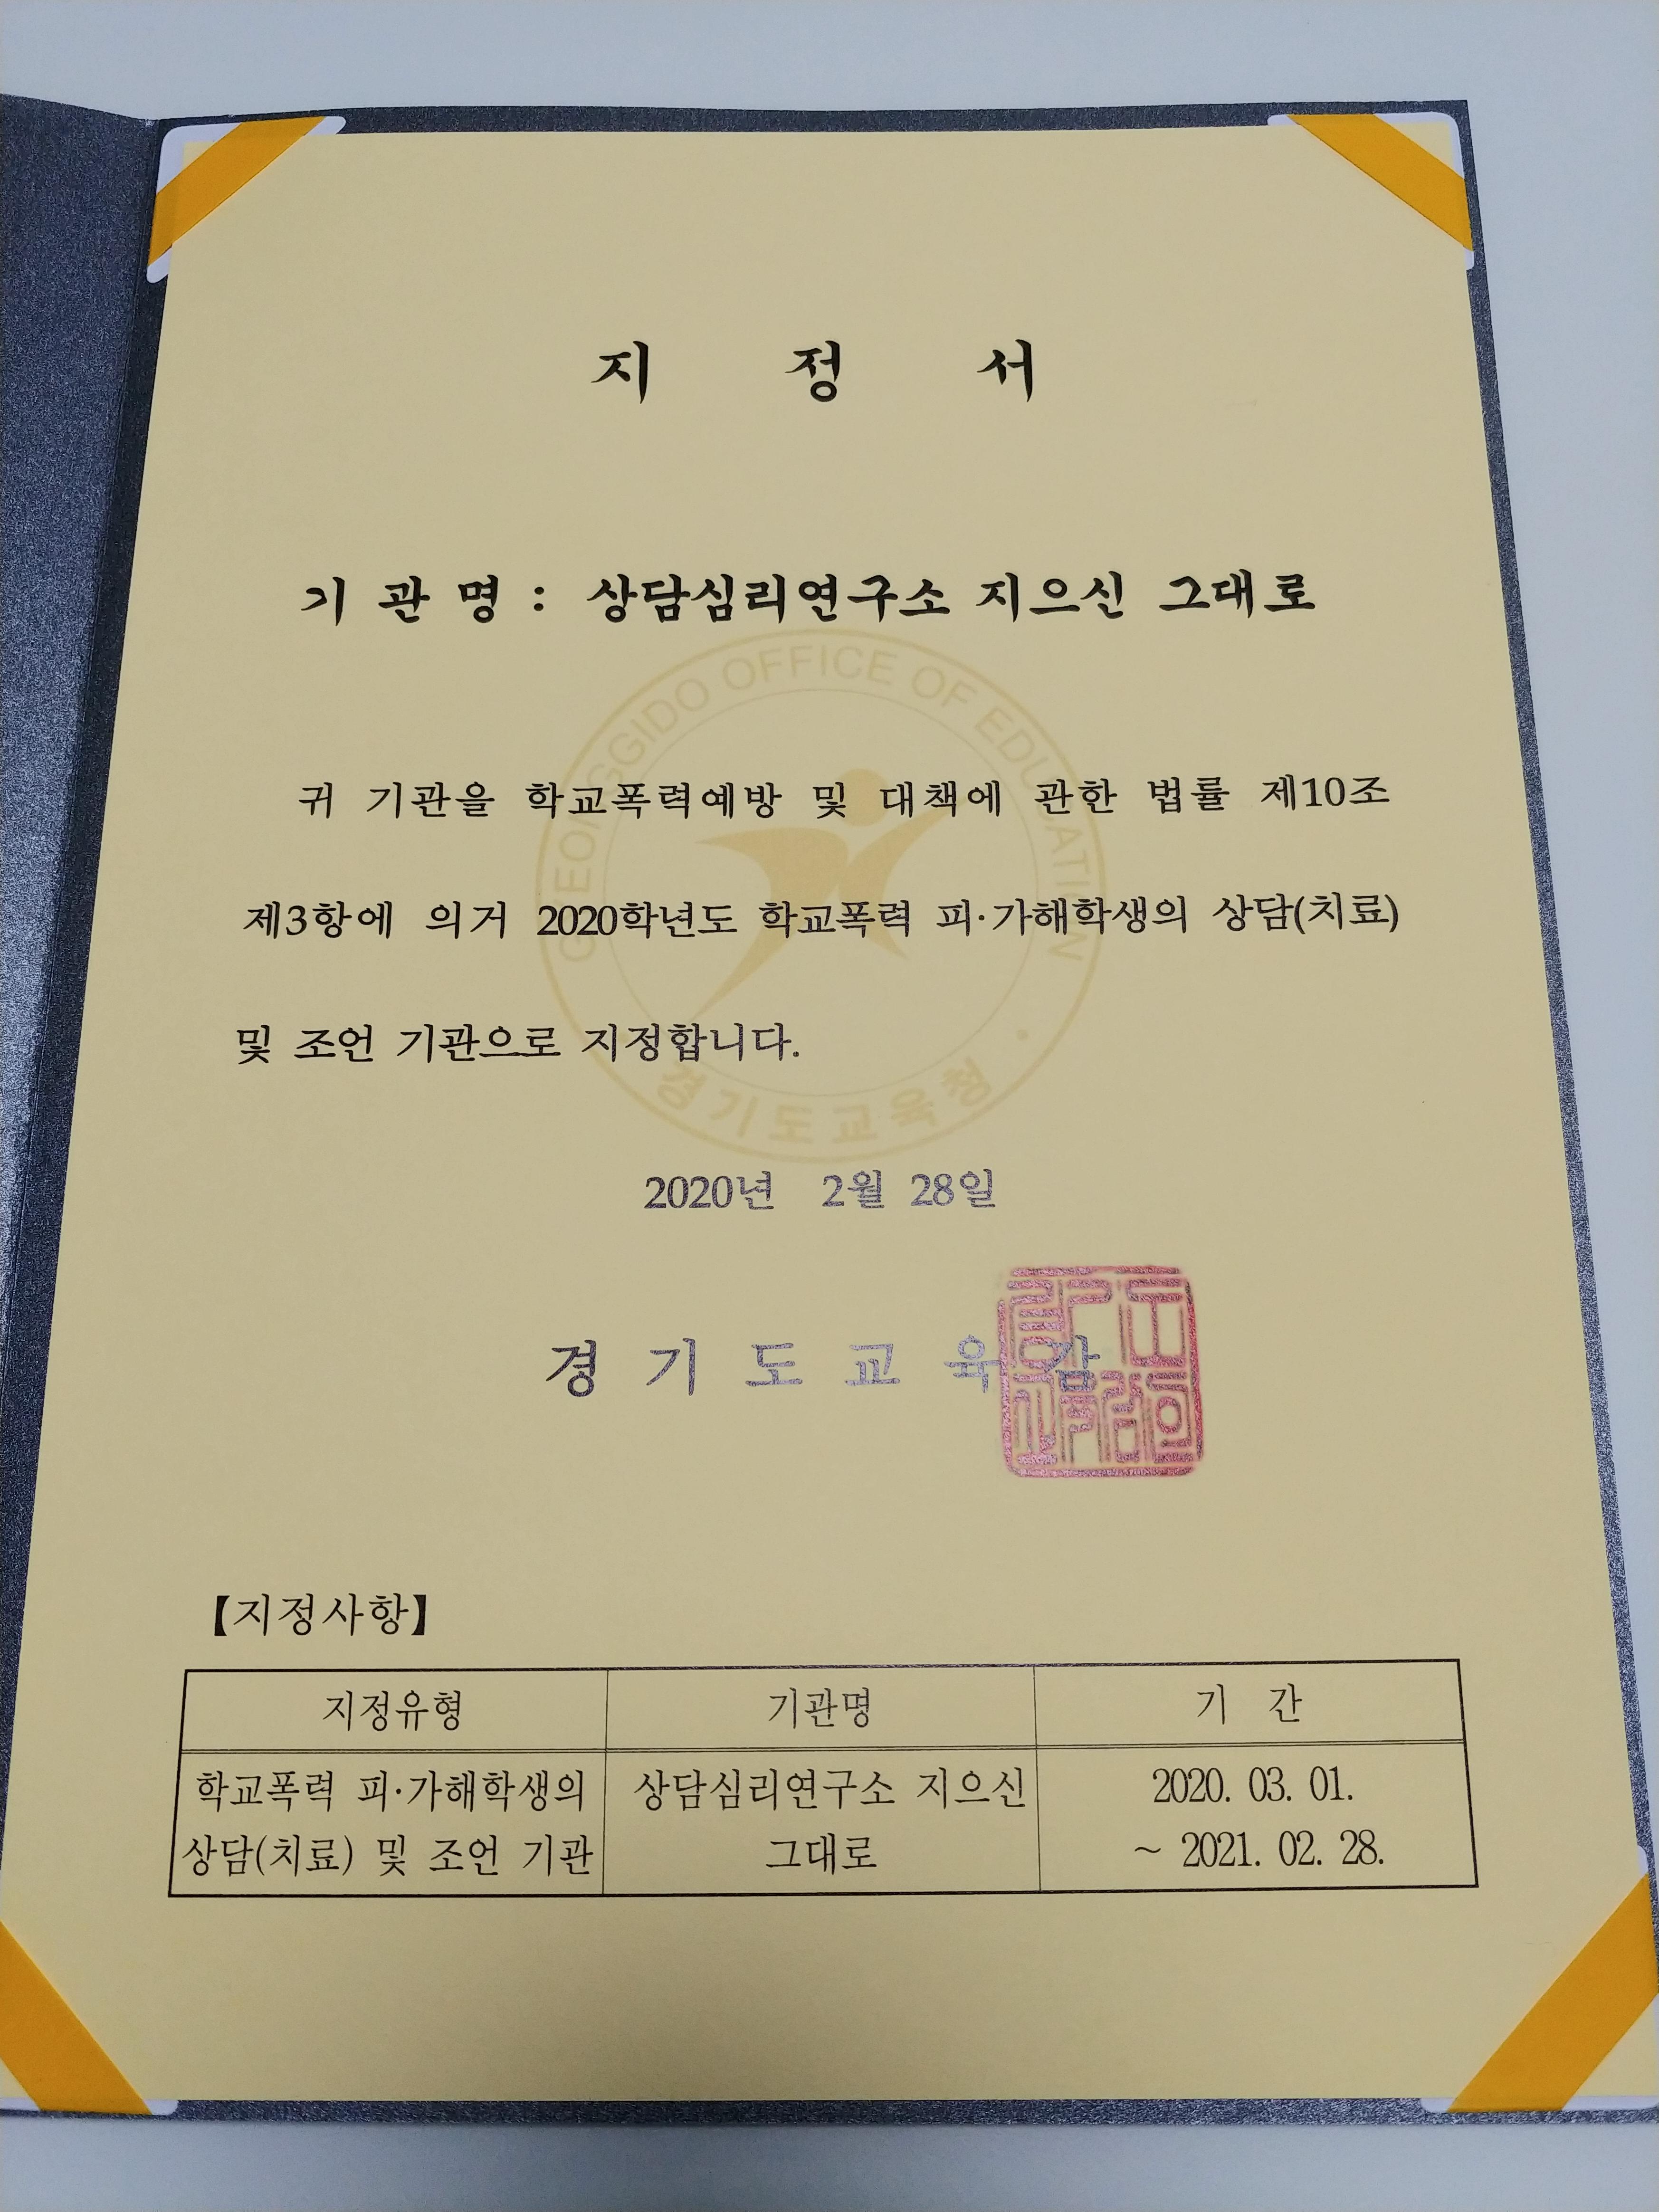 지 정 서
기 관 명 : 상담심리연구소 지으신 그대로
귀 기관을 학교폭력예방 및 대책에 관한 법률 제10조
제3항에 의거 2020학년도 학교폭력 피·가해학생의 상담(치료)
및 조언 기관으로 지정합니다.
GYEONGGIDO OFFICE OF EDUCATION
경기도교육청
2020년 2월 28일
경 기 도 교 육 감
【지정사항】
지정유형 기관명 기 간
학교폭력 피·가해학생의 상담심리연구소 지으신 2020. 03. 01.
상담(치료) 및 조언 기관 그대로 ~ 2021. 02. 28.